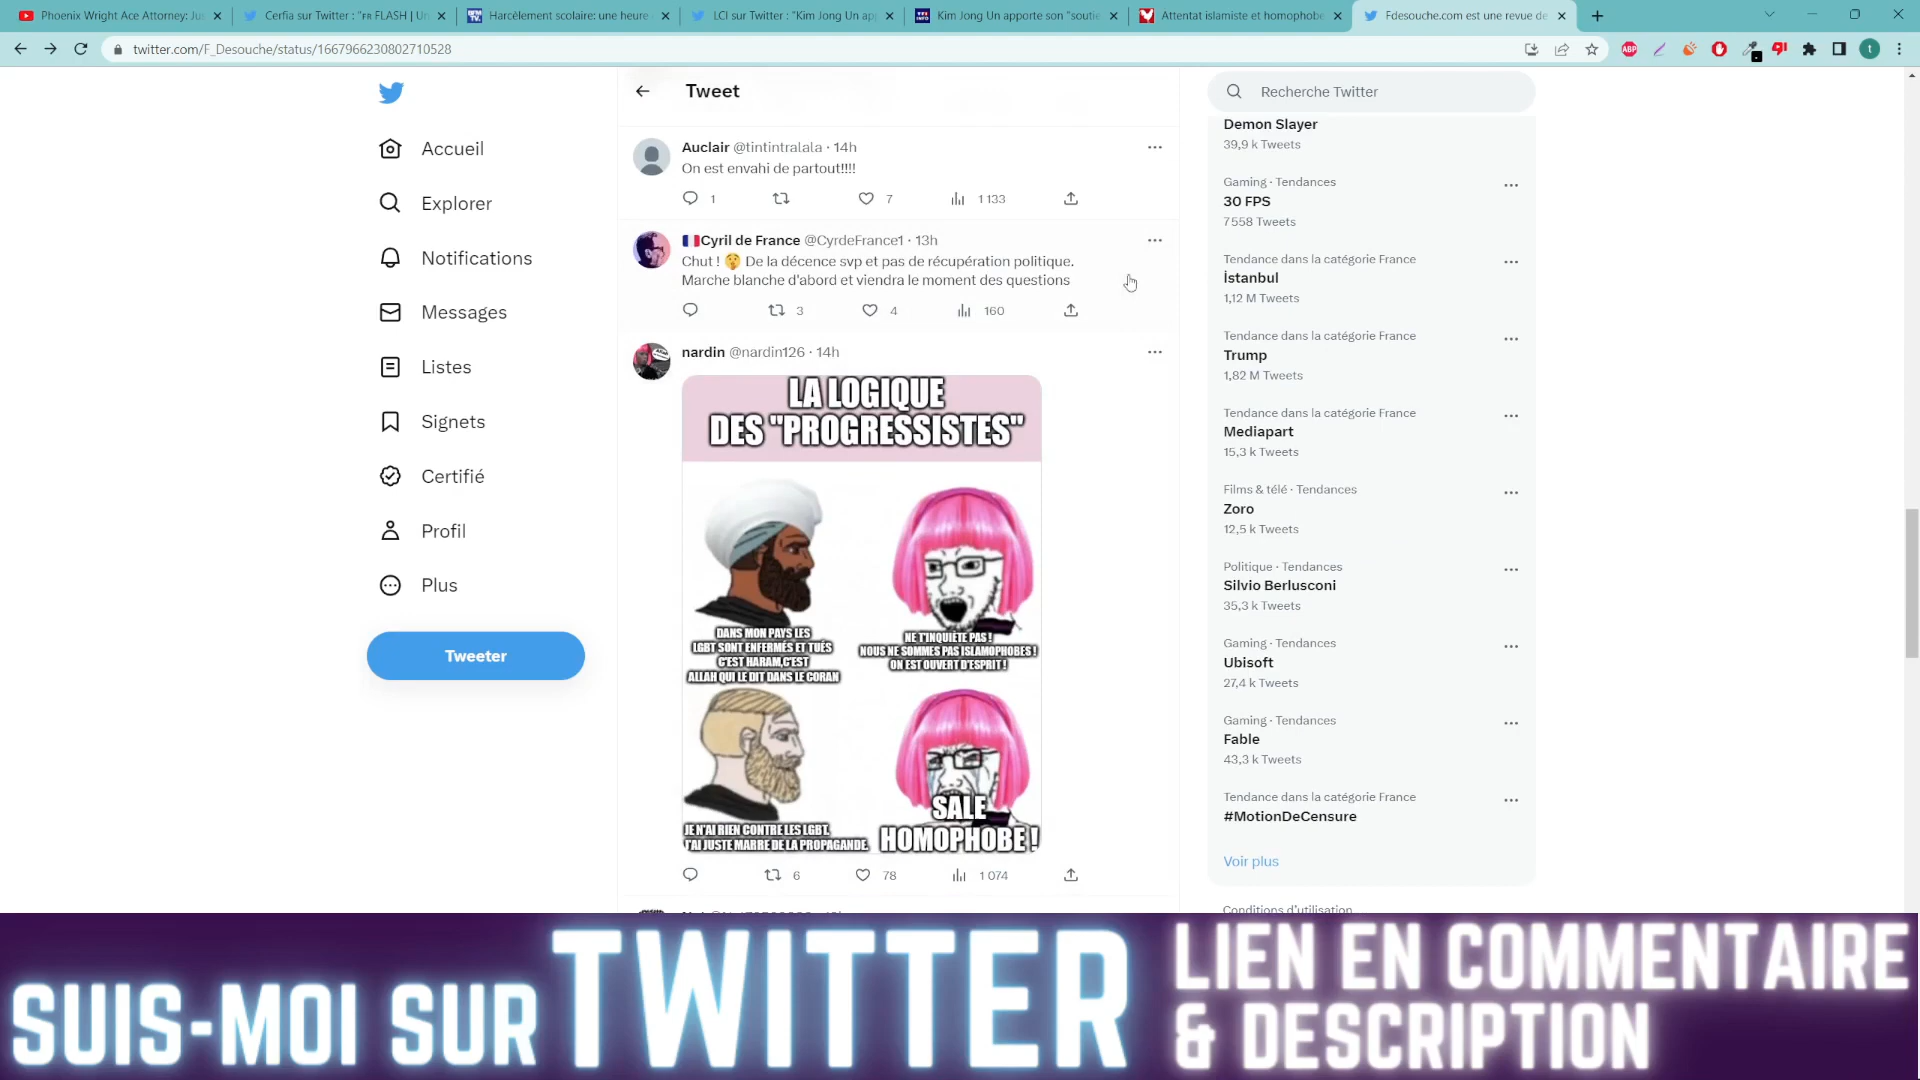 Phoenix Wright Ace Attorney: Ju
Cerfia sur Twitter : "FR FLASH | Un
Harcèlement scolaire: une heure
LCI sur Twitter : "Kim Jong Un app
Kim Jong Un apporte son "soutie
Attentat islamiste et homophobe
Fdesouche.com est une revue de
twitter.com/F_Desouche/status/1667966230802710528
ABP
t
Accueil
Explorer
Notifications
Messages
Listes
Signets
Certifié
Profil
Plus
Tweeter
Tweet
Auclair @tintintralala · 14h
On est envahi de partout!!!!
1 7 1 133
Cyril de France @CyrdeFrance1 · 13h
Chut ! 🤫 De la décence svp et pas de récupération politique.
Marche blanche d'abord et viendra le moment des questions
3 4 160
nardin @nardin126 · 14h
LA LOGIQUE
DES "PROGRESSISTES"
DANS MON PAYS LES
LGBT SONT ENFERMÉS ET TUÉS
C'EST HARAM,C'EST
ALLAH QUI LE DIT DANS LE CORAN
NE T'INQUIÈTE PAS !
NOUS NE SOMMES PAS ISLAMOPHOBES !
ON EST OUVERT D'ESPRIT !
JE N'AI RIEN CONTRE LES LGBT.
J'AI JUSTE MARRE DE LA PROPAGANDE.
SALE
HOMOPHOBE !
6 78 1 074
Recherche Twitter
Demon Slayer
39,9 k Tweets
Gaming · Tendances
30 FPS
7 558 Tweets
Tendance dans la catégorie France
İstanbul
1,12 M Tweets
Tendance dans la catégorie France
Trump
1,82 M Tweets
Tendance dans la catégorie France
Mediapart
15,3 k Tweets
Films & télé · Tendances
Zoro
12,5 k Tweets
Politique · Tendances
Silvio Berlusconi
35,3 k Tweets
Gaming · Tendances
Ubisoft
27,4 k Tweets
Gaming · Tendances
Fable
43,3 k Tweets
Tendance dans la catégorie France
#MotionDeCensure
Voir plus
Conditions d'utilisation
SUIS-MOI SUR TWITTER
LIEN EN COMMENTAIRE
& DESCRIPTION